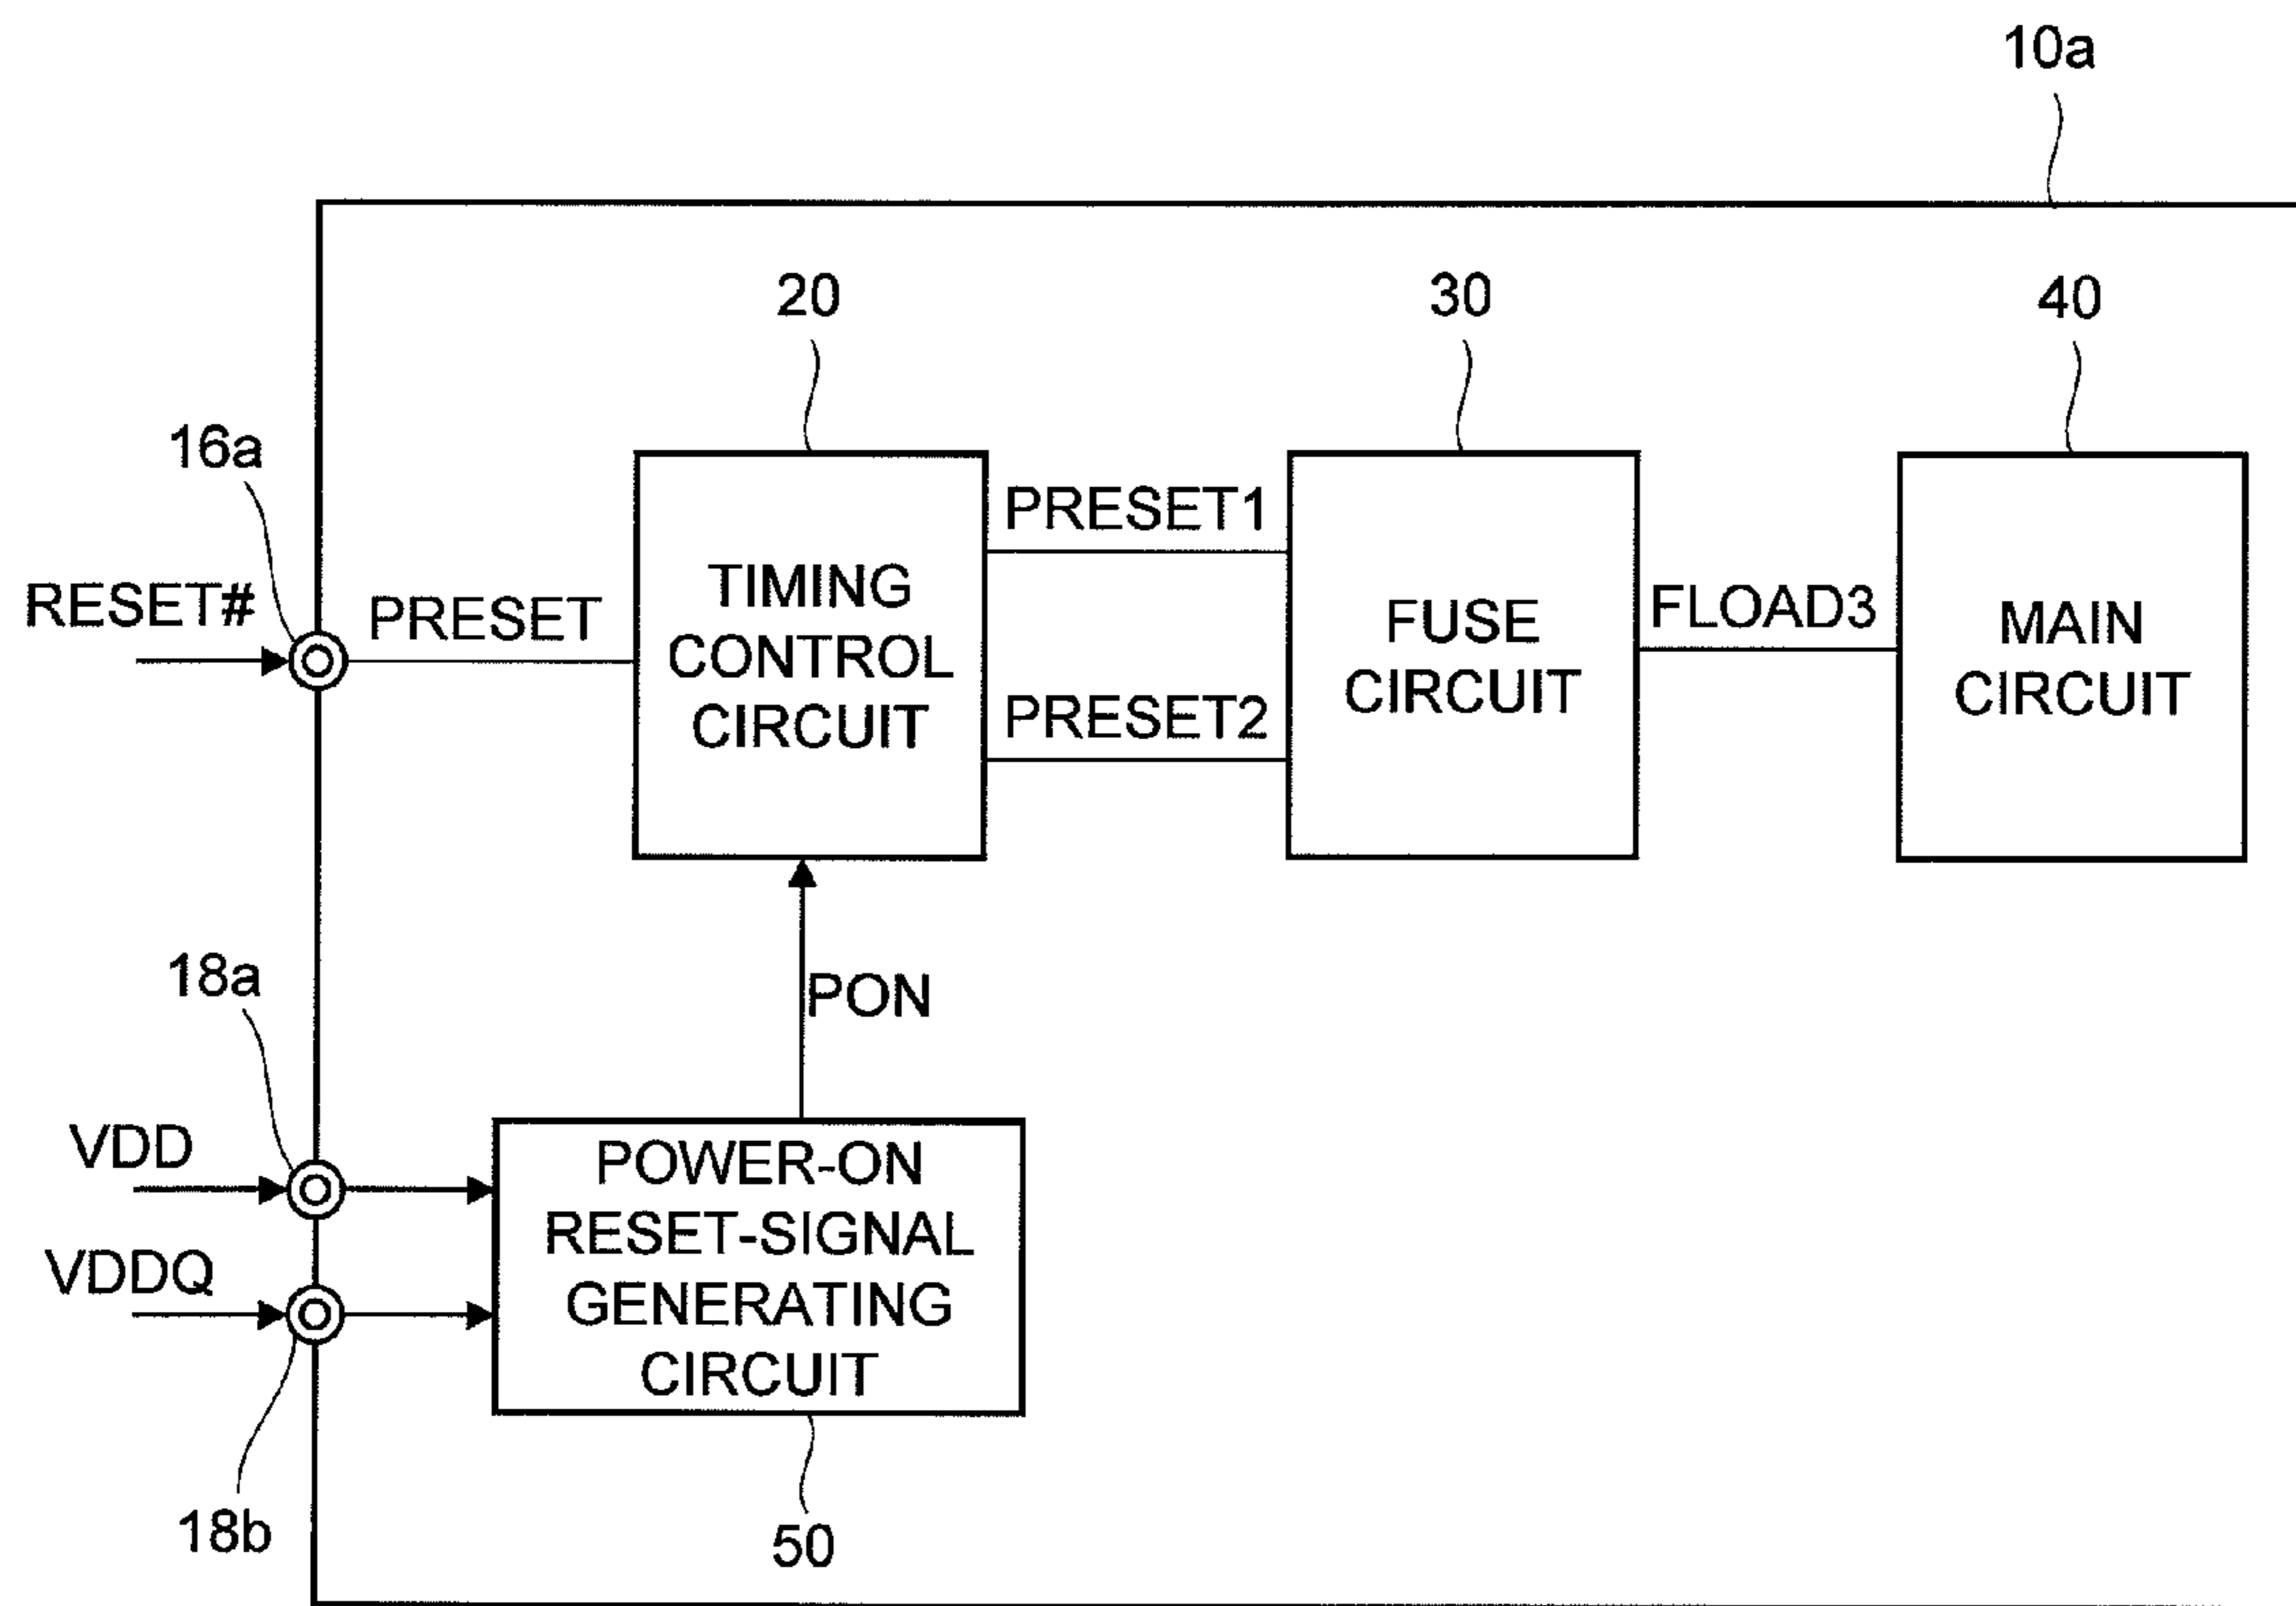 10a
20
30
40
16a
RESET#
PRESET
TIMING
CONTROL
CIRCUIT
PRESET1
PRESET2
FUSE
CIRCUIT
FLOAD3
MAIN
CIRCUIT
PON
18a
VDD
VDDQ
18b
POWER-ON
RESET-SIGNAL
GENERATING
CIRCUIT
50